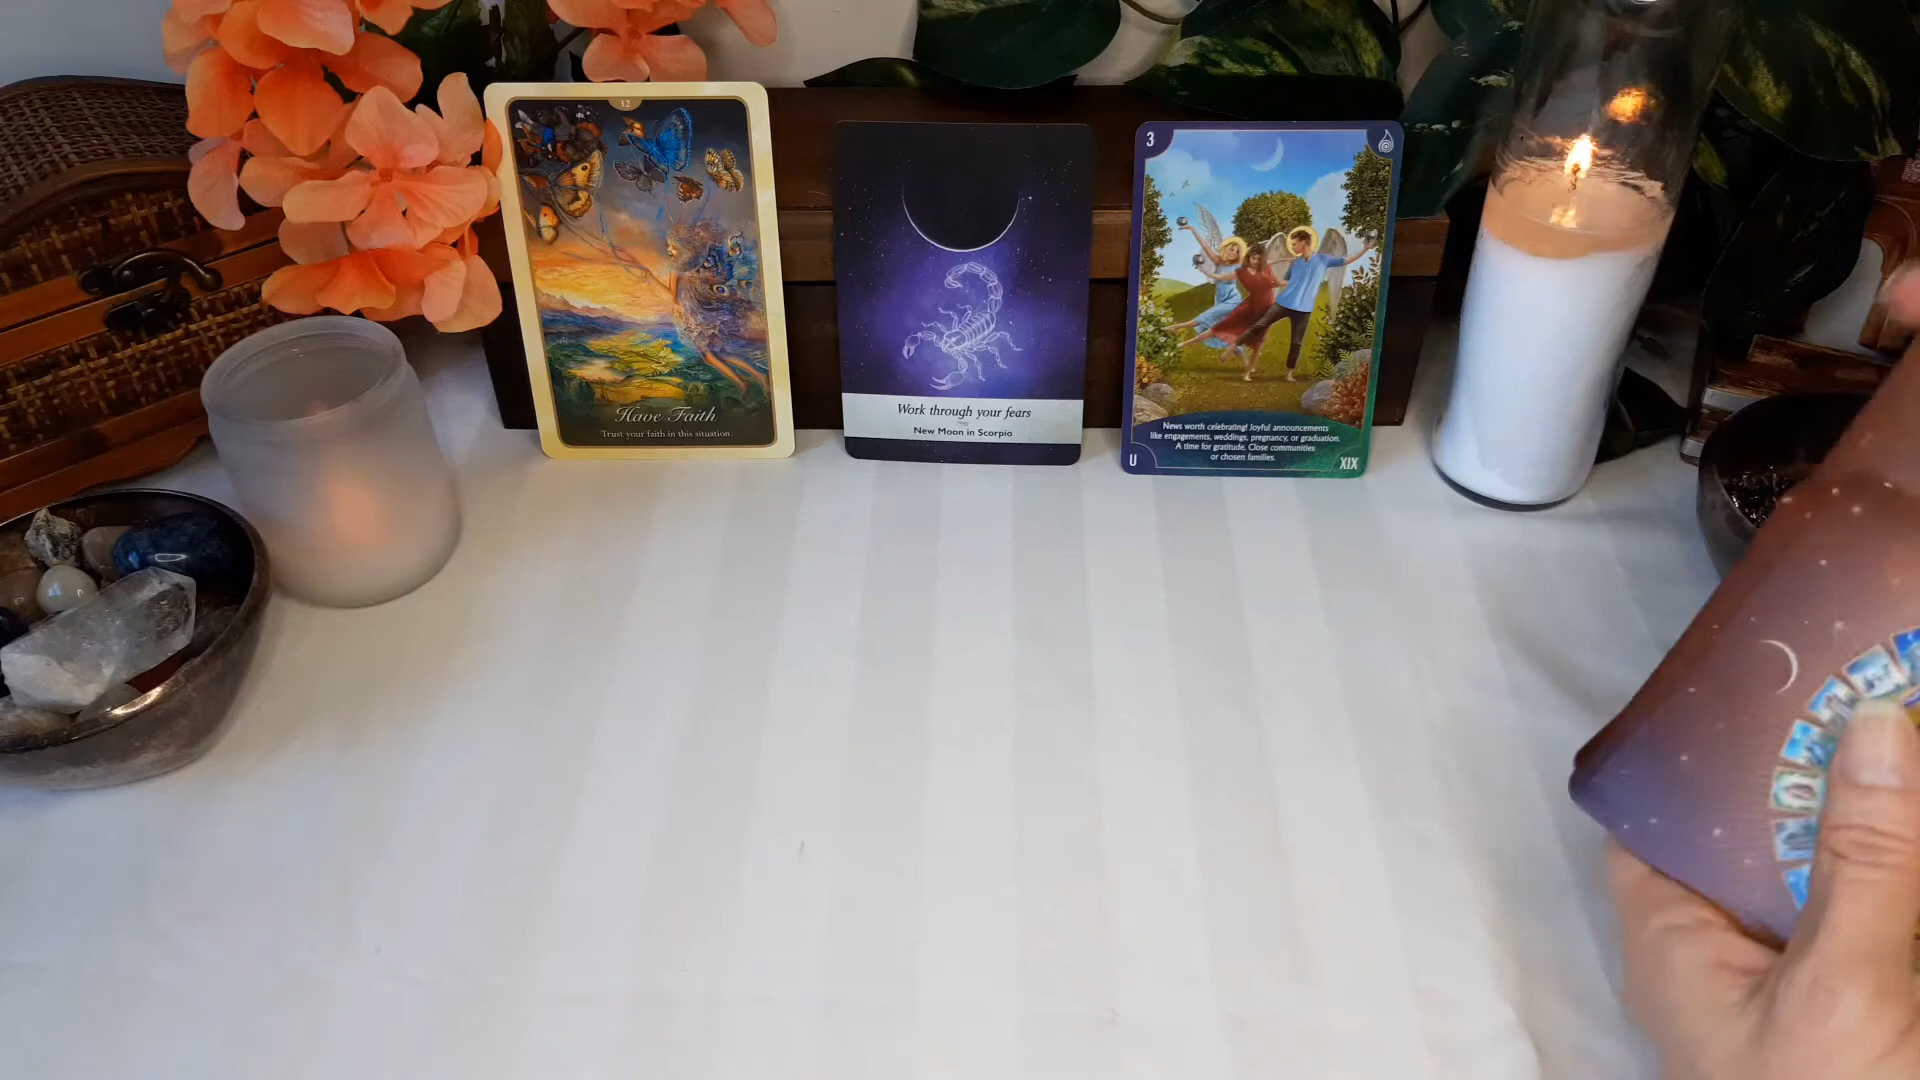 12
Have Faith
Trust your faith in this situation.
Work through your fears
New Moon in Scorpio
3
News worth celebrating! Joyful announcements
like engagements, weddings, pregnancy, or graduation.
A time for gratitude. Close communities
or chosen families.
U
XIX